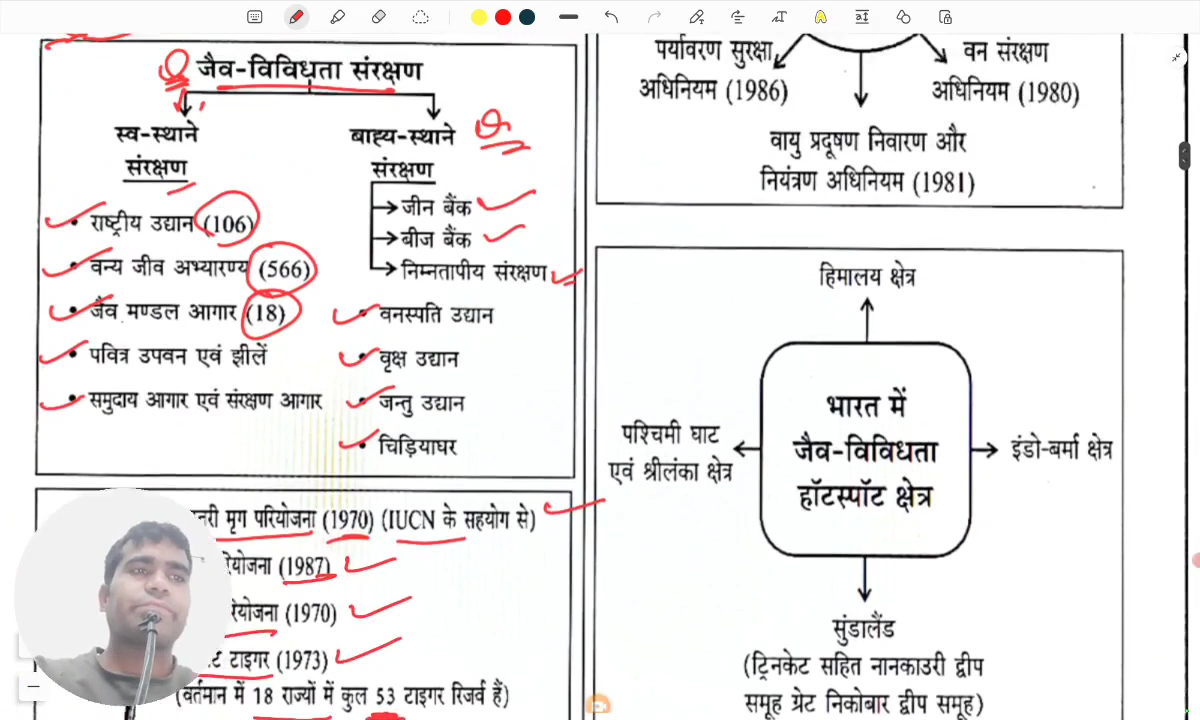 जैव-विविधता संरक्षण
स्व-स्थाने
संरक्षण
• राष्ट्रीय उद्यान (106)
• वन्य जीव अभ्यारण्य (566)
• जैव मण्डल आगार (18)
• पवित्र उपवन एवं झीलें
• समुदाय आगार एवं संरक्षण आगार
बाह्य-स्थाने
संरक्षण
जीन बैंक
बीज बैंक
निम्नतापीय संरक्षण
• वनस्पति उद्यान
• वृक्ष उद्यान
• जन्तु उद्यान
• चिड़ियाघर
मृग परियोजना (1970) (IUCN के सहयोग से)
(1987)
(1970)
टाइगर (1973)
(वर्तमान में 18 राज्यों में कुल 53 टाइगर रिजर्व हैं)
पर्यावरण सुरक्षा
अधिनियम (1986)
वन संरक्षण
अधिनियम (1980)
वायु प्रदूषण निवारण और
नियंत्रण अधिनियम (1981)
हिमालय क्षेत्र
भारत में
जैव-विविधता
हॉटस्पॉट क्षेत्र
पश्चिमी घाट
एवं श्रीलंका क्षेत्र
इंडो-बर्मा क्षेत्र
सुंडालैंड
(ट्रिनकेट सहित नानकाउरी द्वीप
समूह ग्रेट निकोबार द्वीप समूह)